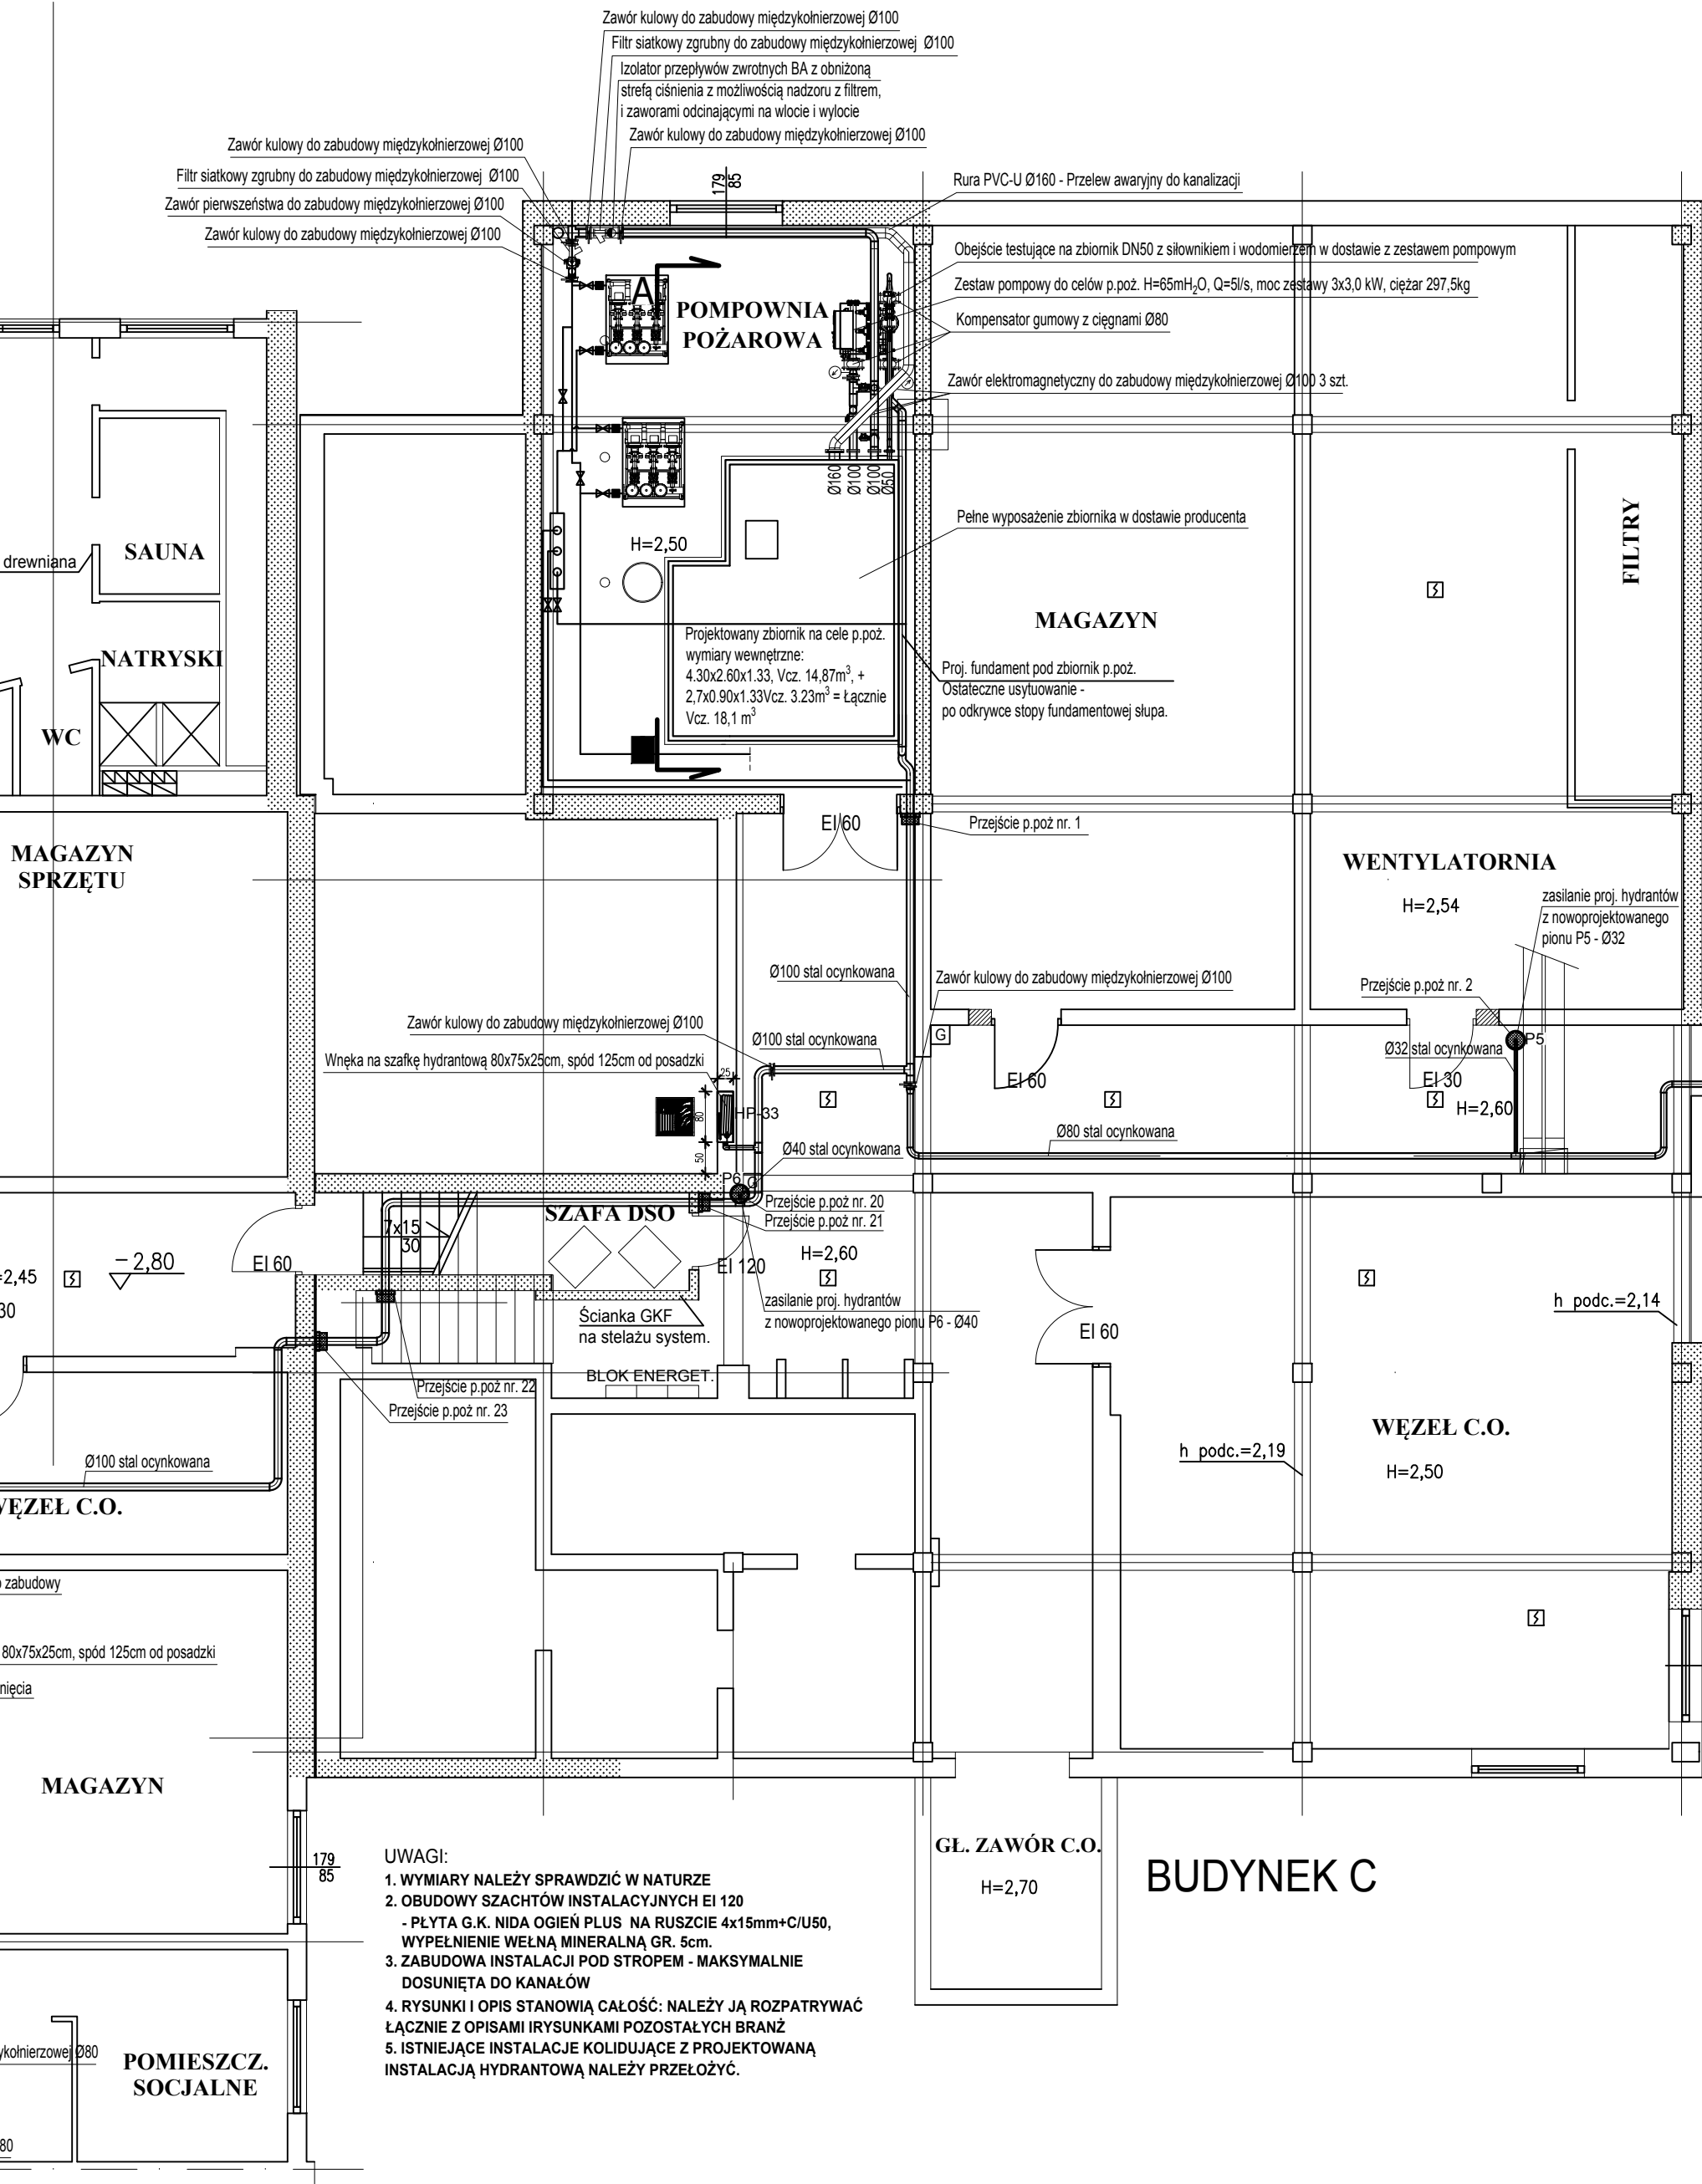 Zawór kulowy do zabudowy międzykołnierzowej Ø100
Filtr siatkowy zgrubny do zabudowy międzykołnierzowej Ø100
Izolator przepływów zwrotnych BA z obniżoną
strefą ciśnienia z możliwością nadzoru z filtrem,
i zaworami odcinającymi na wlocie i wylocie
Zawór kulowy do zabudowy międzykołnierzowej Ø100
Zawór kulowy do zabudowy międzykołnierzowej Ø100
Filtr siatkowy zgrubny do zabudowy międzykołnierzowej Ø100
Zawór pierwszeństwa do zabudowy międzykołnierzowej Ø100
Zawór kulowy do zabudowy międzykołnierzowej Ø100
179
85
Rura PVC-U Ø160 - Przelew awaryjny do kanalizacji
Obejście testujące na zbiornik DN50 z siłownikiem i wodomierzem w dostawie z zestawem pompowym
Zestaw pompowy do celów p.poż. H=65mH₂O, Q=5l/s, moc zestawy 3x3,0 kW, ciężar 297,5kg
Kompensator gumowy z cięgnami Ø80
Zawór elektromagnetyczny do zabudowy międzykołnierzowej Ø100 3 szt.
A
POMPOWNIA
POŻAROWA
Ø160
Ø100
Ø100
Ø50
Pełne wyposażenie zbiornika w dostawie producenta
H=2,50
FILTRY
drewniana
SAUNA
NATRYSKI
WC
MAGAZYN
Projektowany zbiornik na cele p.poż.
wymiary wewnętrzne:
4.30x2.60x1.33, Vcz. 14,87m³, +
2,7x0.90x1.33Vcz. 3.23m³ = Łącznie
Vcz. 18,1 m³
Proj. fundament pod zbiornik p.poż.
Ostateczne usytuowanie -
po odkrywce stopy fundamentowej słupa.
EI 60
Przejście p.poż nr. 1
MAGAZYN
SPRZĘTU
WENTYLATORNIA
H=2,54
zasilanie proj. hydrantów
z nowoprojektowanego
pionu P5 - Ø32
Ø100 stal ocynkowana
Zawór kulowy do zabudowy międzykołnierzowej Ø100
Przejście p.poż nr. 2
Zawór kulowy do zabudowy międzykołnierzowej Ø100
Ø100 stal ocynkowana
G
P5
Ø32 stal ocynkowana
Wnęka na szafkę hydrantową 80x75x25cm, spód 125cm od posadzki
25
80
50
HP-33
EI 60
EI 30
H=2,60
Ø80 stal ocynkowana
Ø40 stal ocynkowana
P6
Przejście p.poż nr. 20
Przejście p.poż nr. 21
SZAFA DSO
7x15
30
H=2,60
EI 120
−2,80
EI 60
=2,45
30
zasilanie proj. hydrantów
z nowoprojektowanego pionu P6 - Ø40
Ścianka GKF
na stelażu system.
EI 60
h podc.=2,14
BLOK ENERGET.
Przejście p.poż nr. 22
Przejście p.poż nr. 23
WĘZEŁ C.O.
H=2,50
h podc.=2,19
Ø100 stal ocynkowana
WĘZEŁ C.O.
o zabudowy
80x75x25cm, spód 125cm od posadzki
nięcia
MAGAZYN
179
85
GŁ. ZAWÓR C.O.
H=2,70
BUDYNEK C
UWAGI:
1. WYMIARY NALEŻY SPRAWDZIĆ W NATURZE
2. OBUDOWY SZACHTÓW INSTALACYJNYCH EI 120
- PŁYTA G.K. NIDA OGIEŃ PLUS NA RUSZCIE 4x15mm+C/U50,
WYPEŁNIENIE WEŁNĄ MINERALNĄ GR. 5cm.
3. ZABUDOWA INSTALACJI POD STROPEM - MAKSYMALNIE
DOSUNIĘTA DO KANAŁÓW
4. RYSUNKI I OPIS STANOWIĄ CAŁOŚĆ: NALEŻY JĄ ROZPATRYWAĆ
ŁĄCZNIE Z OPISAMI IRYSUNKAMI POZOSTAŁYCH BRANŻ
5. ISTNIEJĄCE INSTALACJE KOLIDUJĄCE Z PROJEKTOWANĄ
INSTALACJĄ HYDRANTOWĄ NALEŻY PRZEŁOŻYĆ.
ykołnierzowej Ø80
POMIESZCZ.
SOCJALNE
80